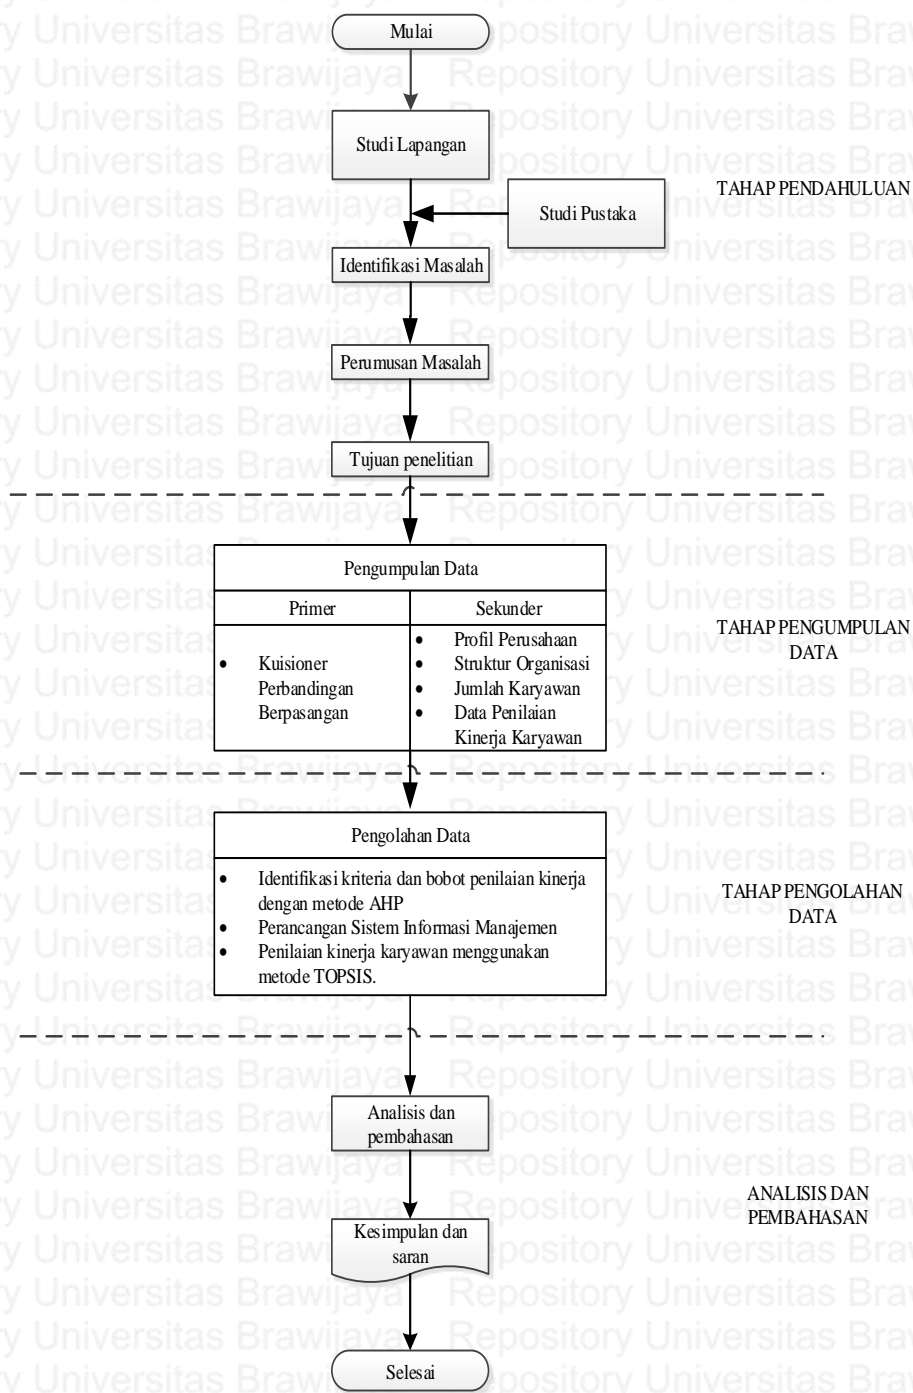 Mulai
Studi Lapangan
TAHAP PENDAHULUAN
Studi Pustaka
Identifikasi Masalah
Perumusan Masalah
Tujuan penelitian
Pengumpulan Data
Primer
Sekunder
• Kuisioner
Perbandingan
Berpasangan
• Profil Perusahaan
• Struktur Organisasi
• Jumlah Karyawan
• Data Penilaian
Kinerja Karyawan
TAHAP PENGUMPULAN
DATA
Pengolahan Data
• Identifikasi kriteria dan bobot penilaian kinerja
dengan metode AHP
• Perancangan Sistem Informasi Manajemen
• Penilaian kinerja karyawan menggunakan
metode TOPSIS.
TAHAP PENGOLAHAN
DATA
Analisis dan
pembahasan
Kesimpulan dan
saran
ANALISIS DAN
PEMBAHASAN
Selesai